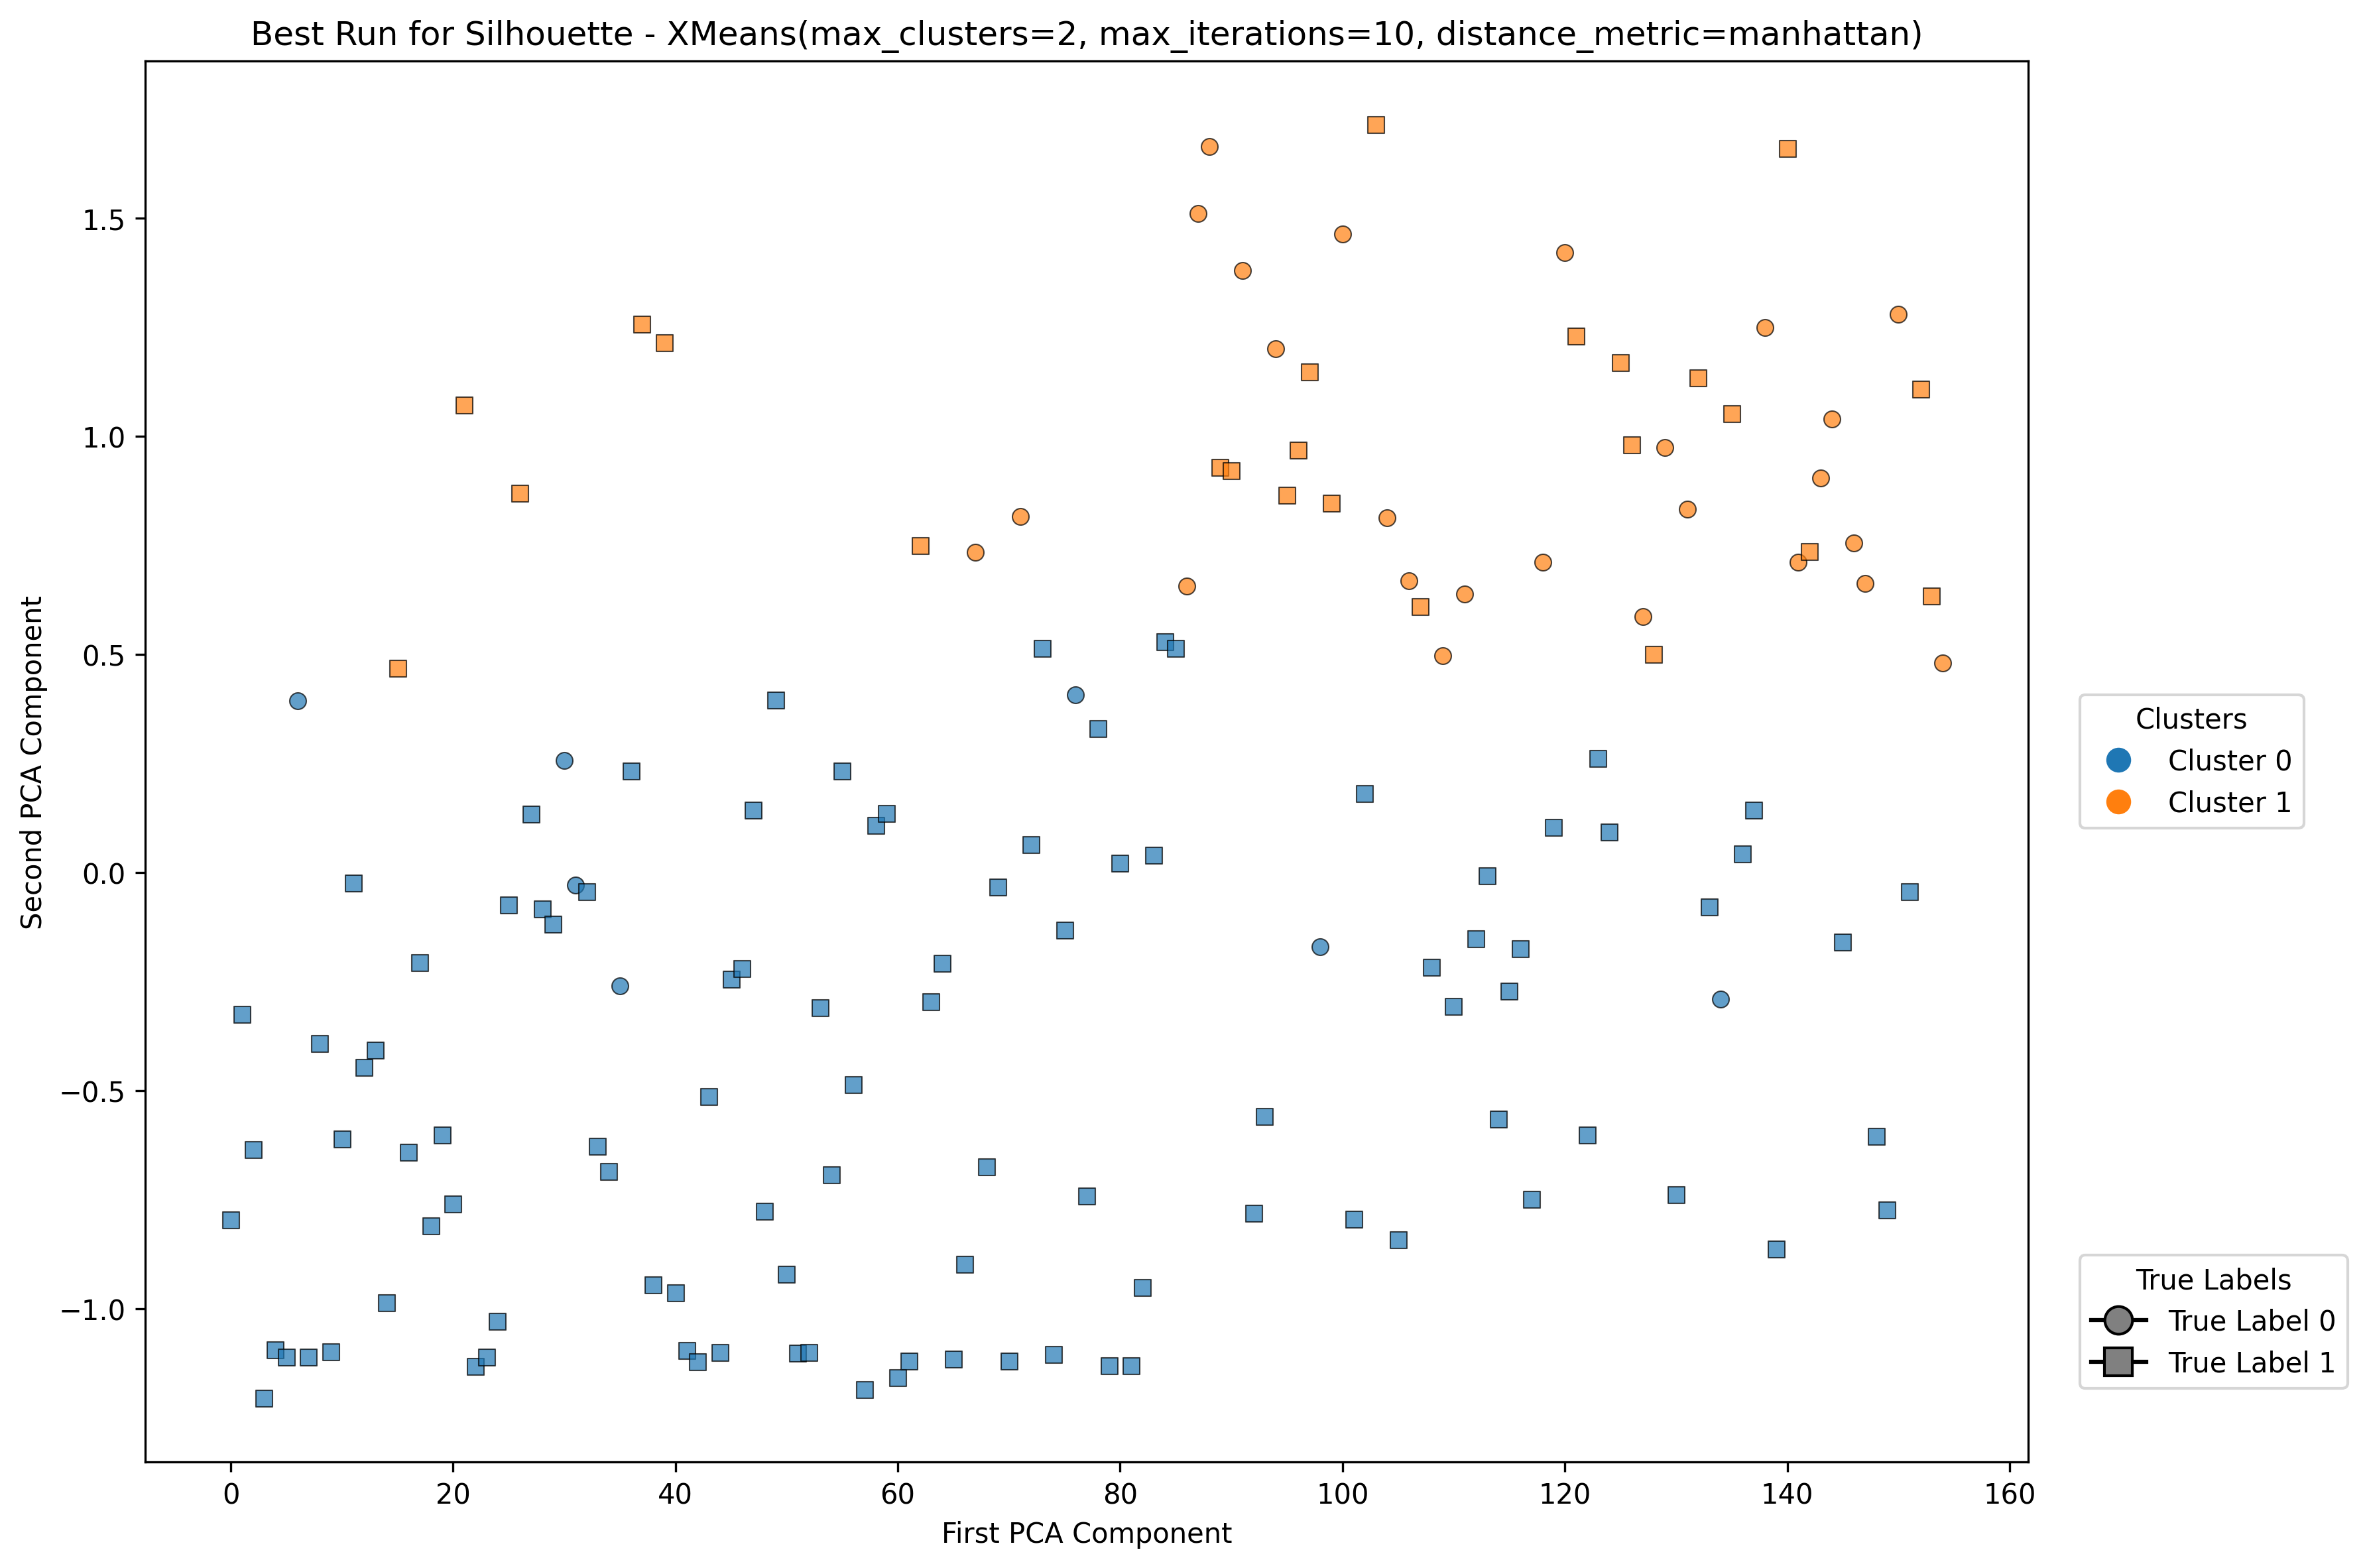 Best Run for Silhouette - XMeans(max_clusters=2, max_iterations=10, distance_metric=manhattan)
Second PCA Component
1.5
1.0
0.5
0.0
−0.5
−1.0
0 20 40 60 80 100 120 140 160
First PCA Component
Clusters
Cluster 0
Cluster 1
True Labels
True Label 0
True Label 1